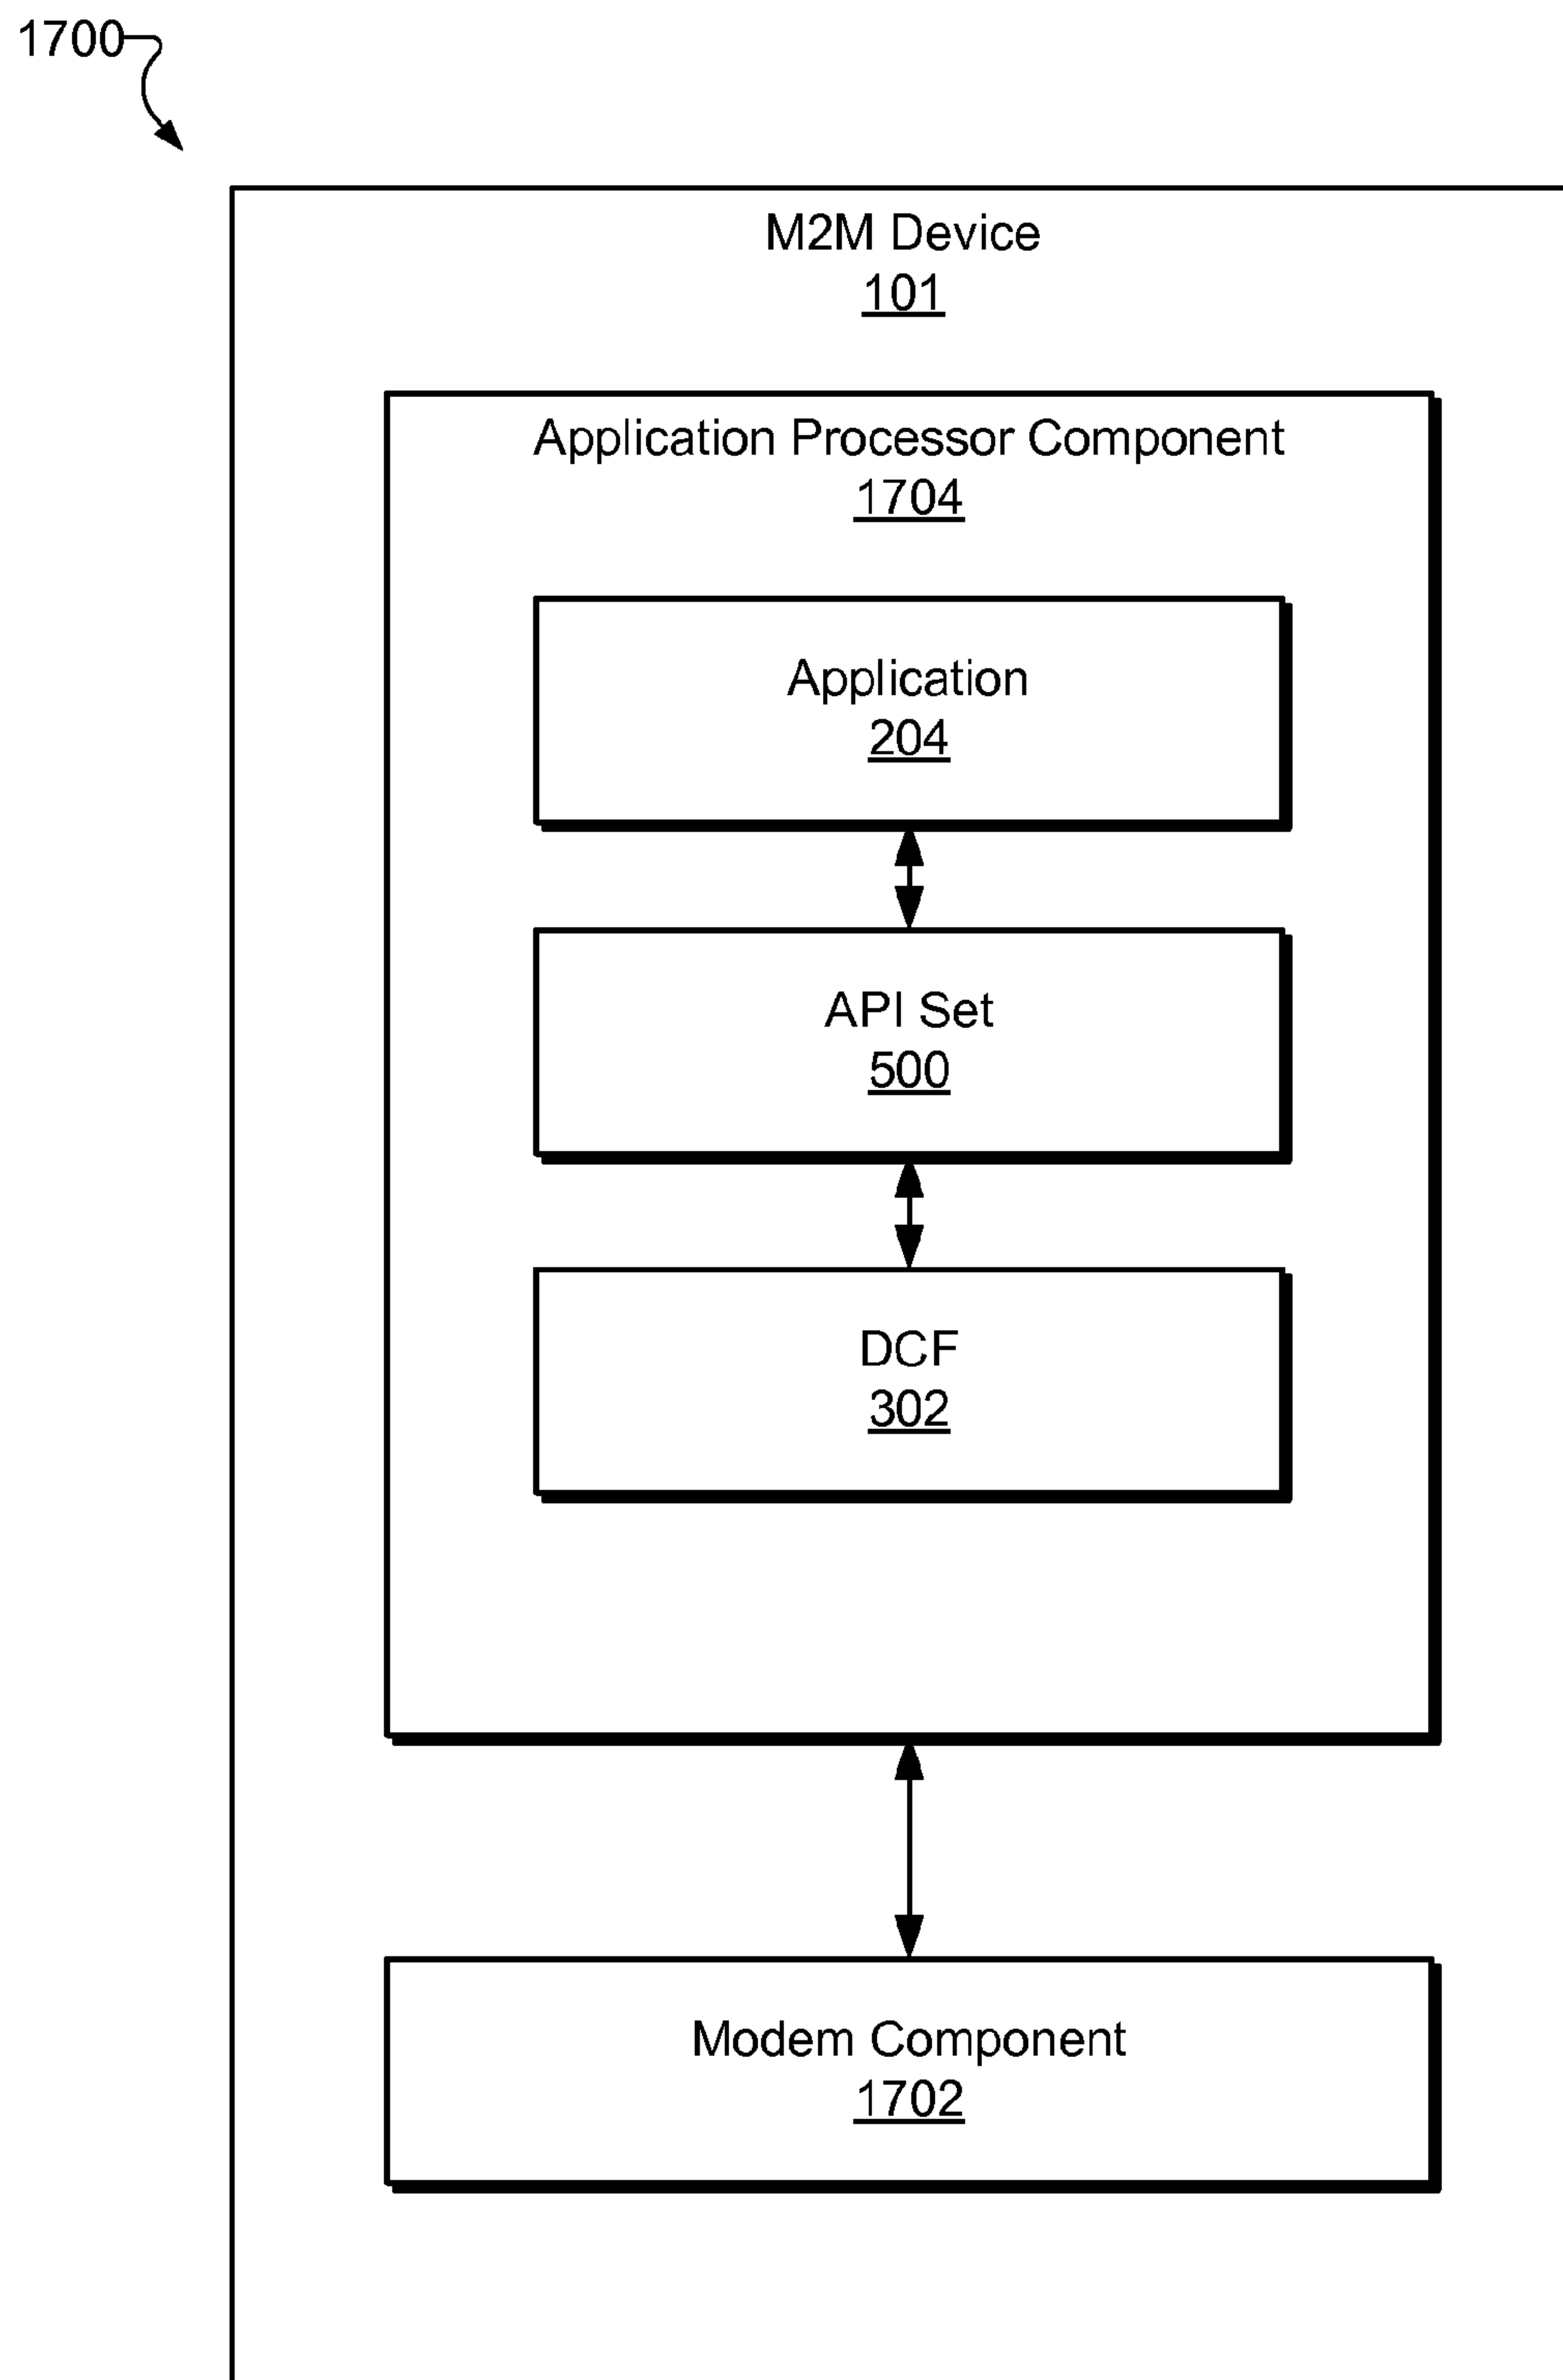 1700
M2M Device
101
Application Processor Component
1704
Application
204
API Set
500
DCF
302
Modem Component
1702